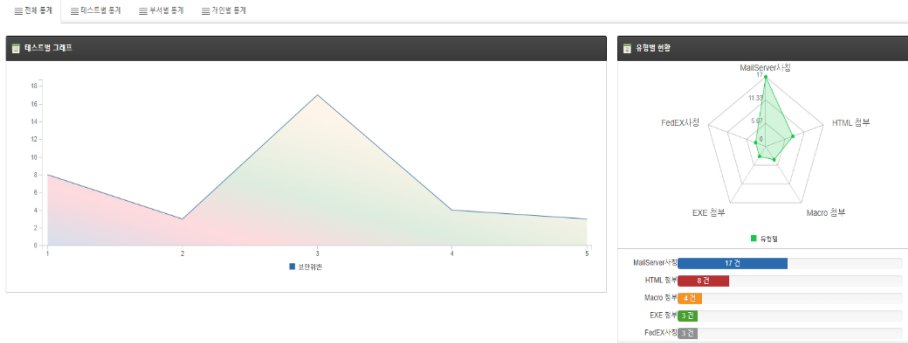 전체 통계 테스트별 통계 부서별 통계 개인별 통계
테스트별 그래프
18
16
14
12
10
8
6
4
2
0
1 2 3 4 5
보안위반
유형별 현황
MailServer사칭
17
11.33
5.67
0
FedEX사칭
HTML 첨부
EXE 첨부
Macro 첨부
유형별
MailServer사칭 17 건
HTML 첨부 8 건
Macro 첨부 4 건
EXE 첨부 3 건
FedEX사칭 3 건